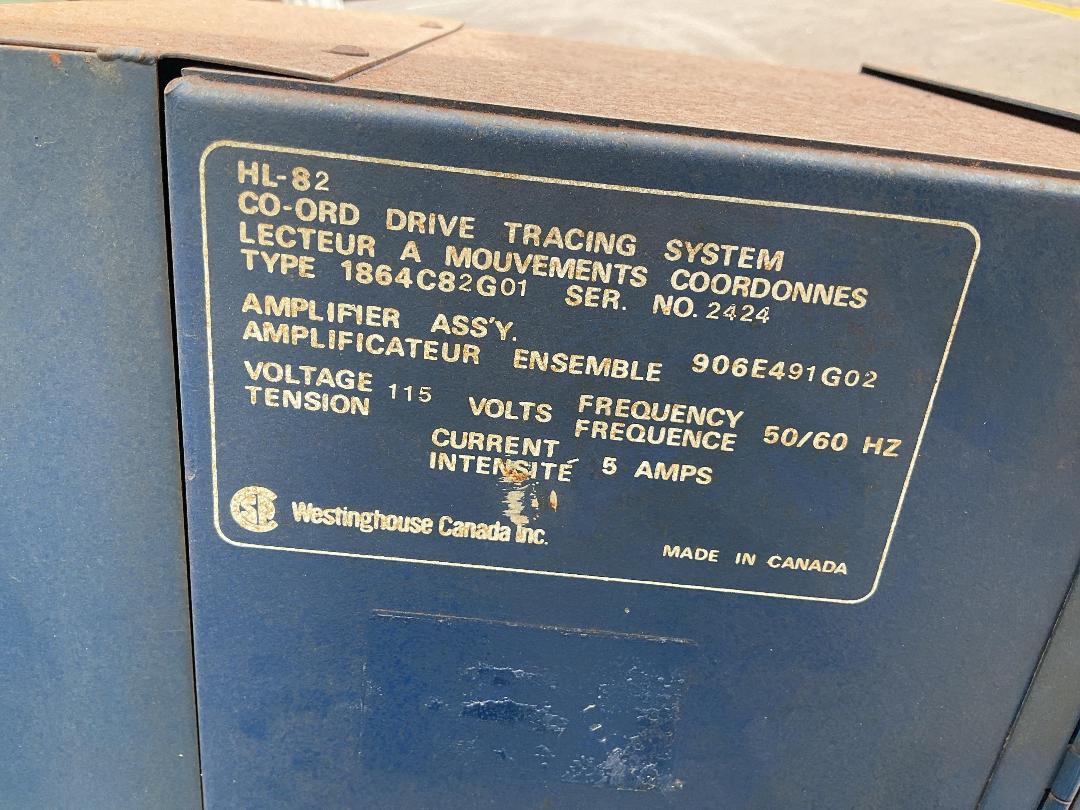 HL-82
CO-ORD DRIVE TRACING SYSTEM
LECTEUR A MOUVEMENTS COORDONNES
TYPE 1864C82G01 SER. NO. 2424
AMPLIFIER ASS'Y.
AMPLIFICATEUR ENSEMBLE 906E491G02
VOLTAGE 115 VOLTS FREQUENCY 50/60 HZ
TENSION FREQUENCE
CURRENT 5 AMPS
INTENSITÉ
Westinghouse Canada Inc.
MADE IN CANADA